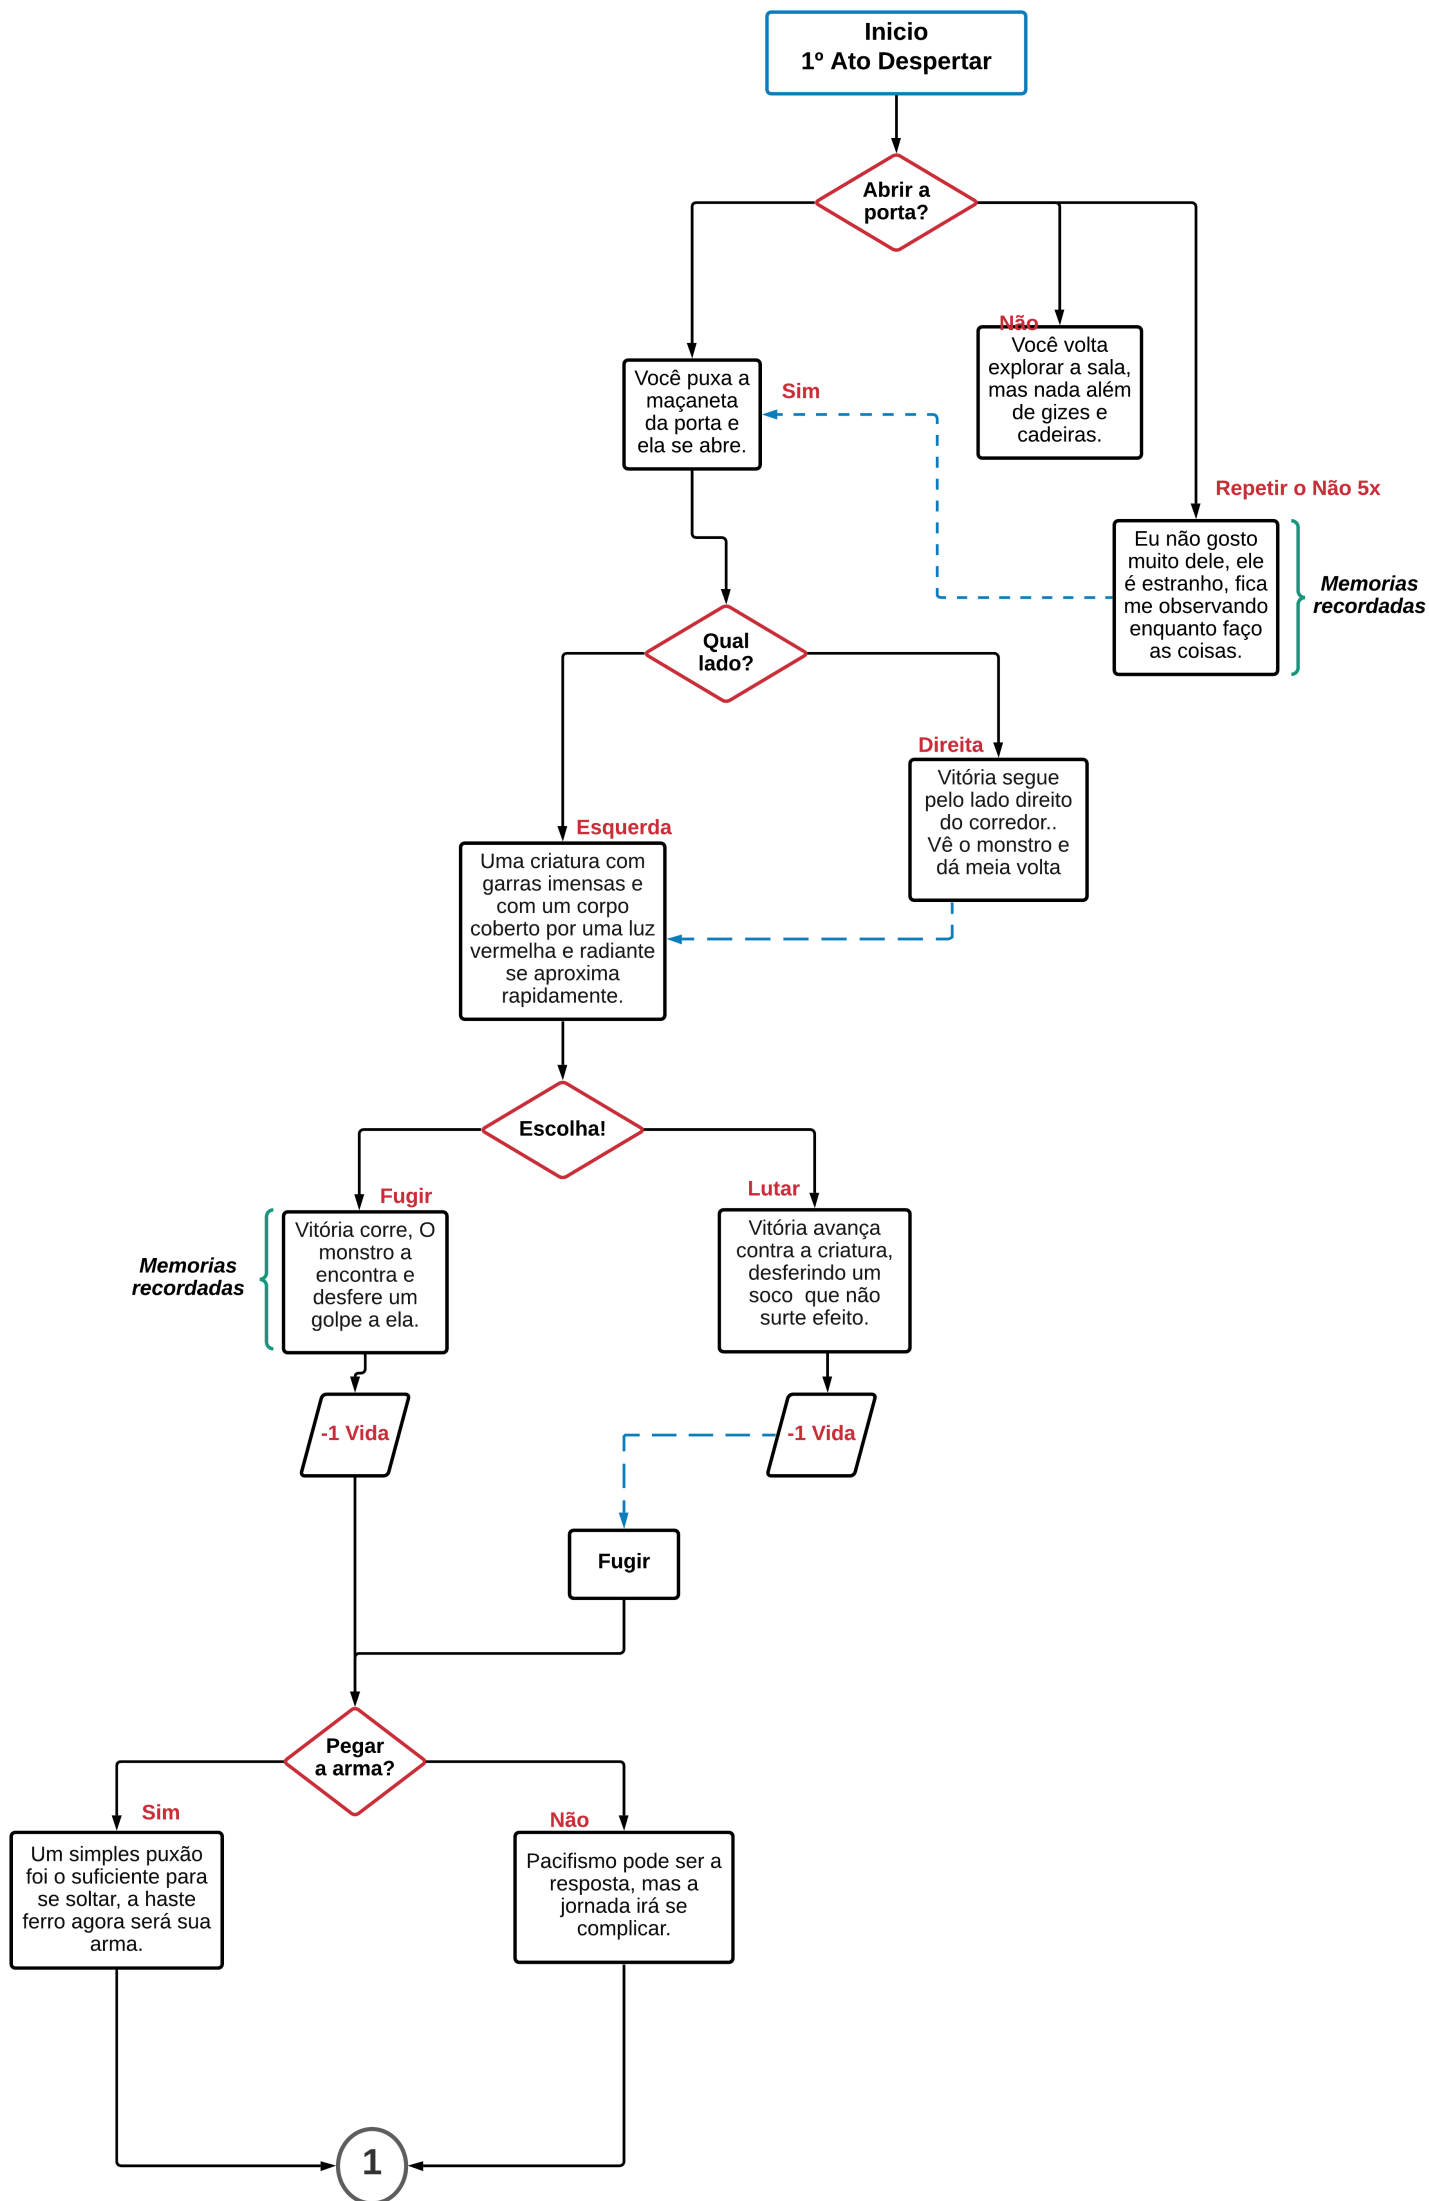 Inicio
1º Ato Despertar
Abrir a
porta?
Não
Você volta
explorar a sala,
mas nada além
de gizes e
cadeiras.
Você puxa a
maçaneta
da porta e
ela se abre.
Sim
Repetir o Não 5x
Eu não gosto
muito dele, ele
é estranho, fica
me observando
enquanto faço
as coisas.
Memorias
recordadas
Qual
lado?
Direita
Vitória segue
pelo lado direito
do corredor..
Vê o monstro e
dá meia volta
Esquerda
Uma criatura com
garras imensas e
com um corpo
coberto por uma luz
vermelha e radiante
se aproxima
rapidamente.
Escolha!
Fugir
Vitória corre, O
monstro a
encontra e
desfere um
golpe a ela.
Memorias
recordadas
Lutar
Vitória avança
contra a criatura,
desferindo um
soco  que não
surte efeito.
-1 Vida
-1 Vida
Fugir
Pegar
a arma?
Sim
Um simples puxão
foi o suficiente para
se soltar, a haste
ferro agora será sua
arma.
Não
Pacifismo pode ser a
resposta, mas a
jornada irá se
complicar.
1